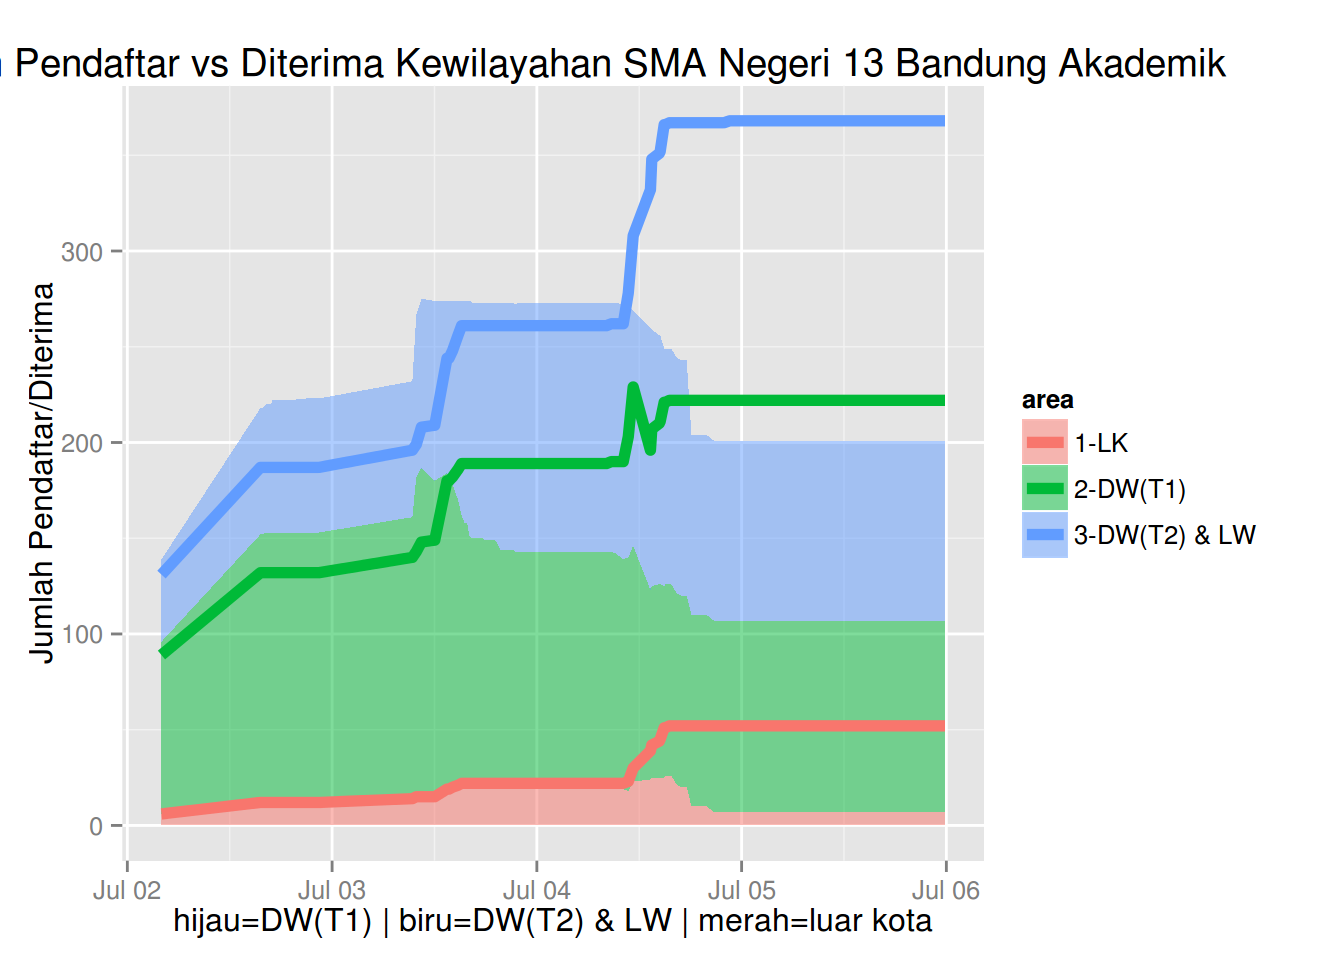 Pendaftar vs Diterima Kewilayahan SMA Negeri 13 Bandung Akademik
Jumlah Pendaftar/Diterima
300
200
100
0
Jul 02
Jul 03
Jul 04
Jul 05
Jul 06
hijau=DW(T1) | biru=DW(T2) & LW | merah=luar kota
area
1-LK
2-DW(T1)
3-DW(T2) & LW